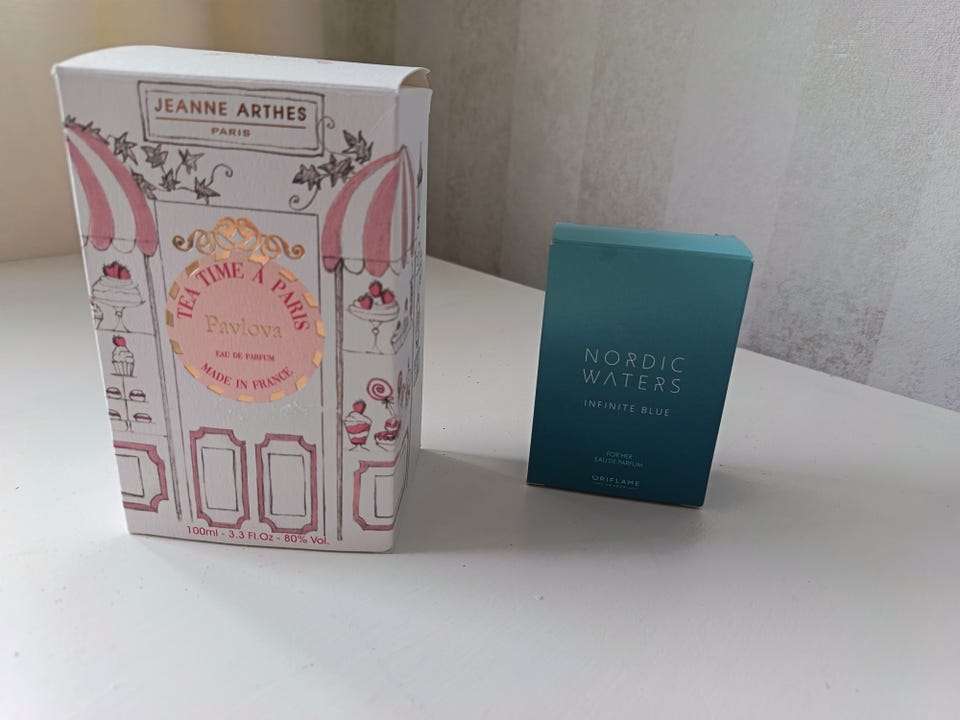 JEANNE ARTHES
PARIS
TEA TIME À PARIS
Pavlova
EAU DE PARFUM
MADE IN FRANCE
100ml - 3.3 Fl.Oz - 80% Vol.
NORDIC
WATERS
INFINITE BLUE
FOR HER
EAU DE PARFUM
ORIFLAME